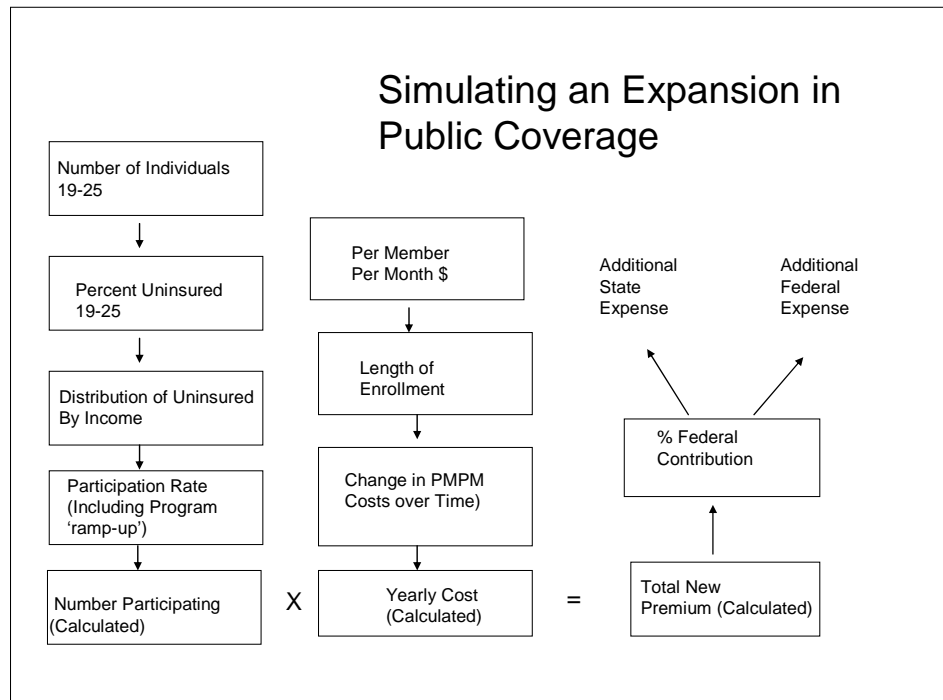 Simulating an Expansion in
Public Coverage
Number of Individuals
19-25
Percent Uninsured
19-25
Distribution of Uninsured
By Income
Participation Rate
(Including Program
‘ramp-up’)
Number Participating
(Calculated)
X
Per Member
Per Month $
Length of
Enrollment
Change in PMPM
Costs over Time)
Yearly Cost
(Calculated)
=
Additional
State
Expense
Additional
Federal
Expense
% Federal
Contribution
Total New
Premium (Calculated)